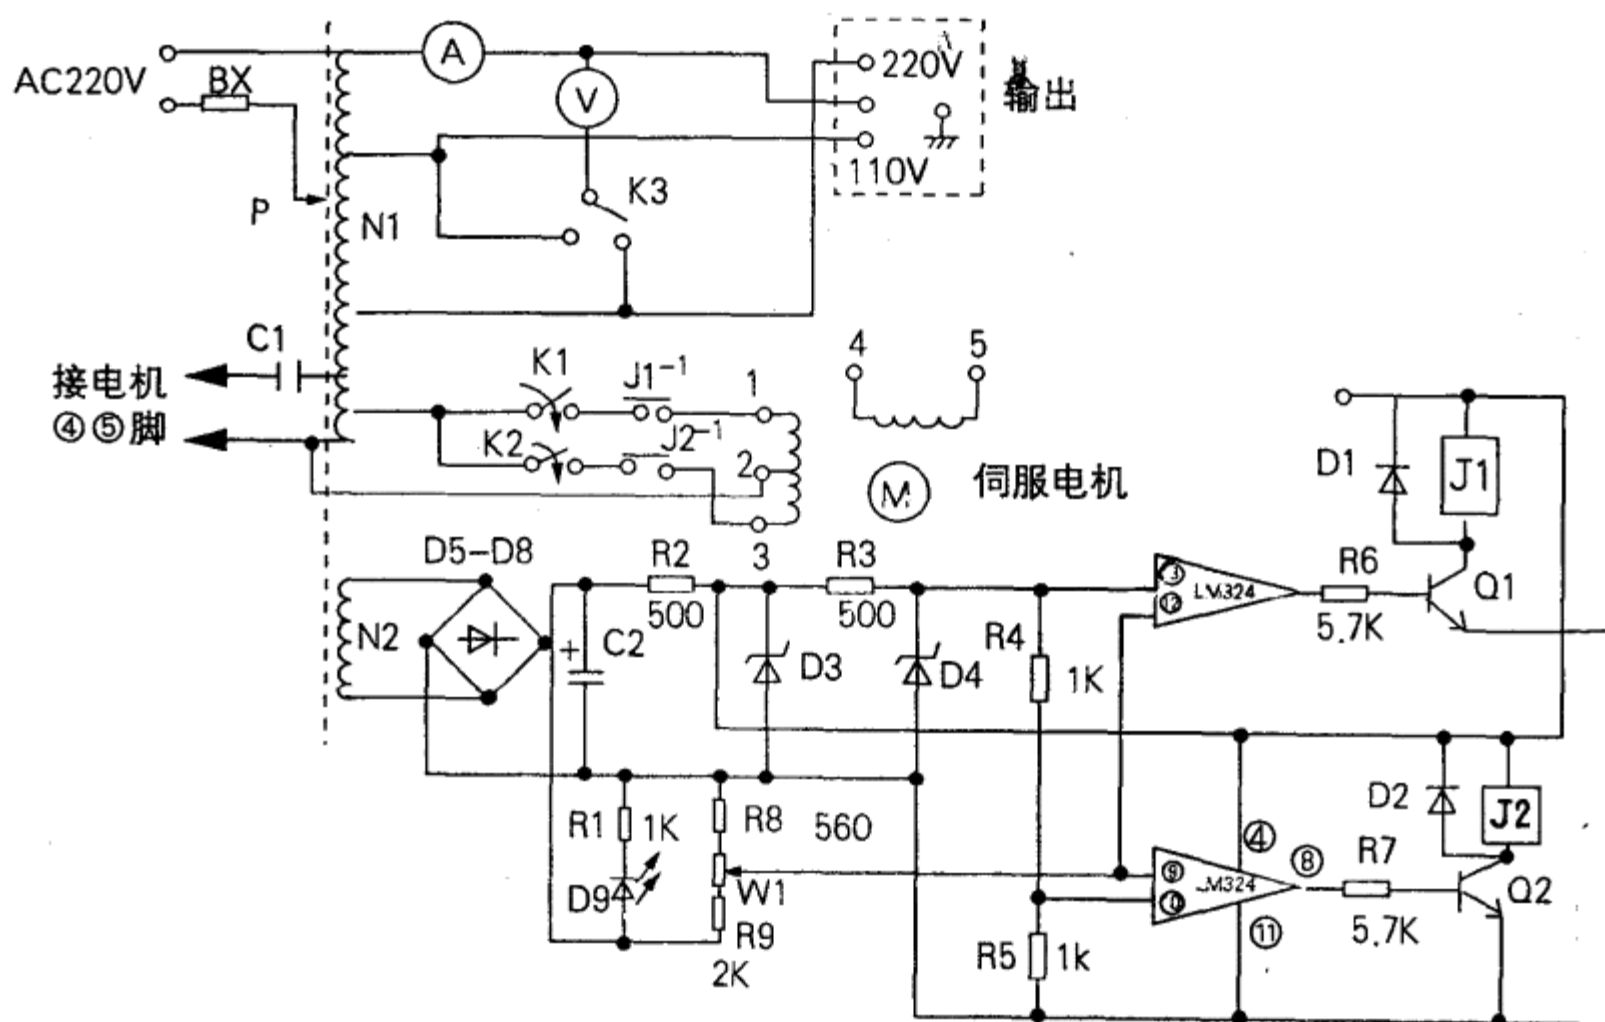 AC220V
BX
A
V
220V
110V
输出
P
N1
K3
C1
接电机
④⑤脚
K1
J1-1
1
K2
J2-1
2
3
4
5
M
伺服电机
D1
J1
D5-D8
N2
R2
500
R3
500
C2
D3
D4
R4
1K
⑫
LM324
R6
5.7K
Q1
R1
1K
R8
560
D9
W1
R9
2K
R5
1k
⑨
④
⑧
⑪
R7
5.7K
D2
J2
Q2